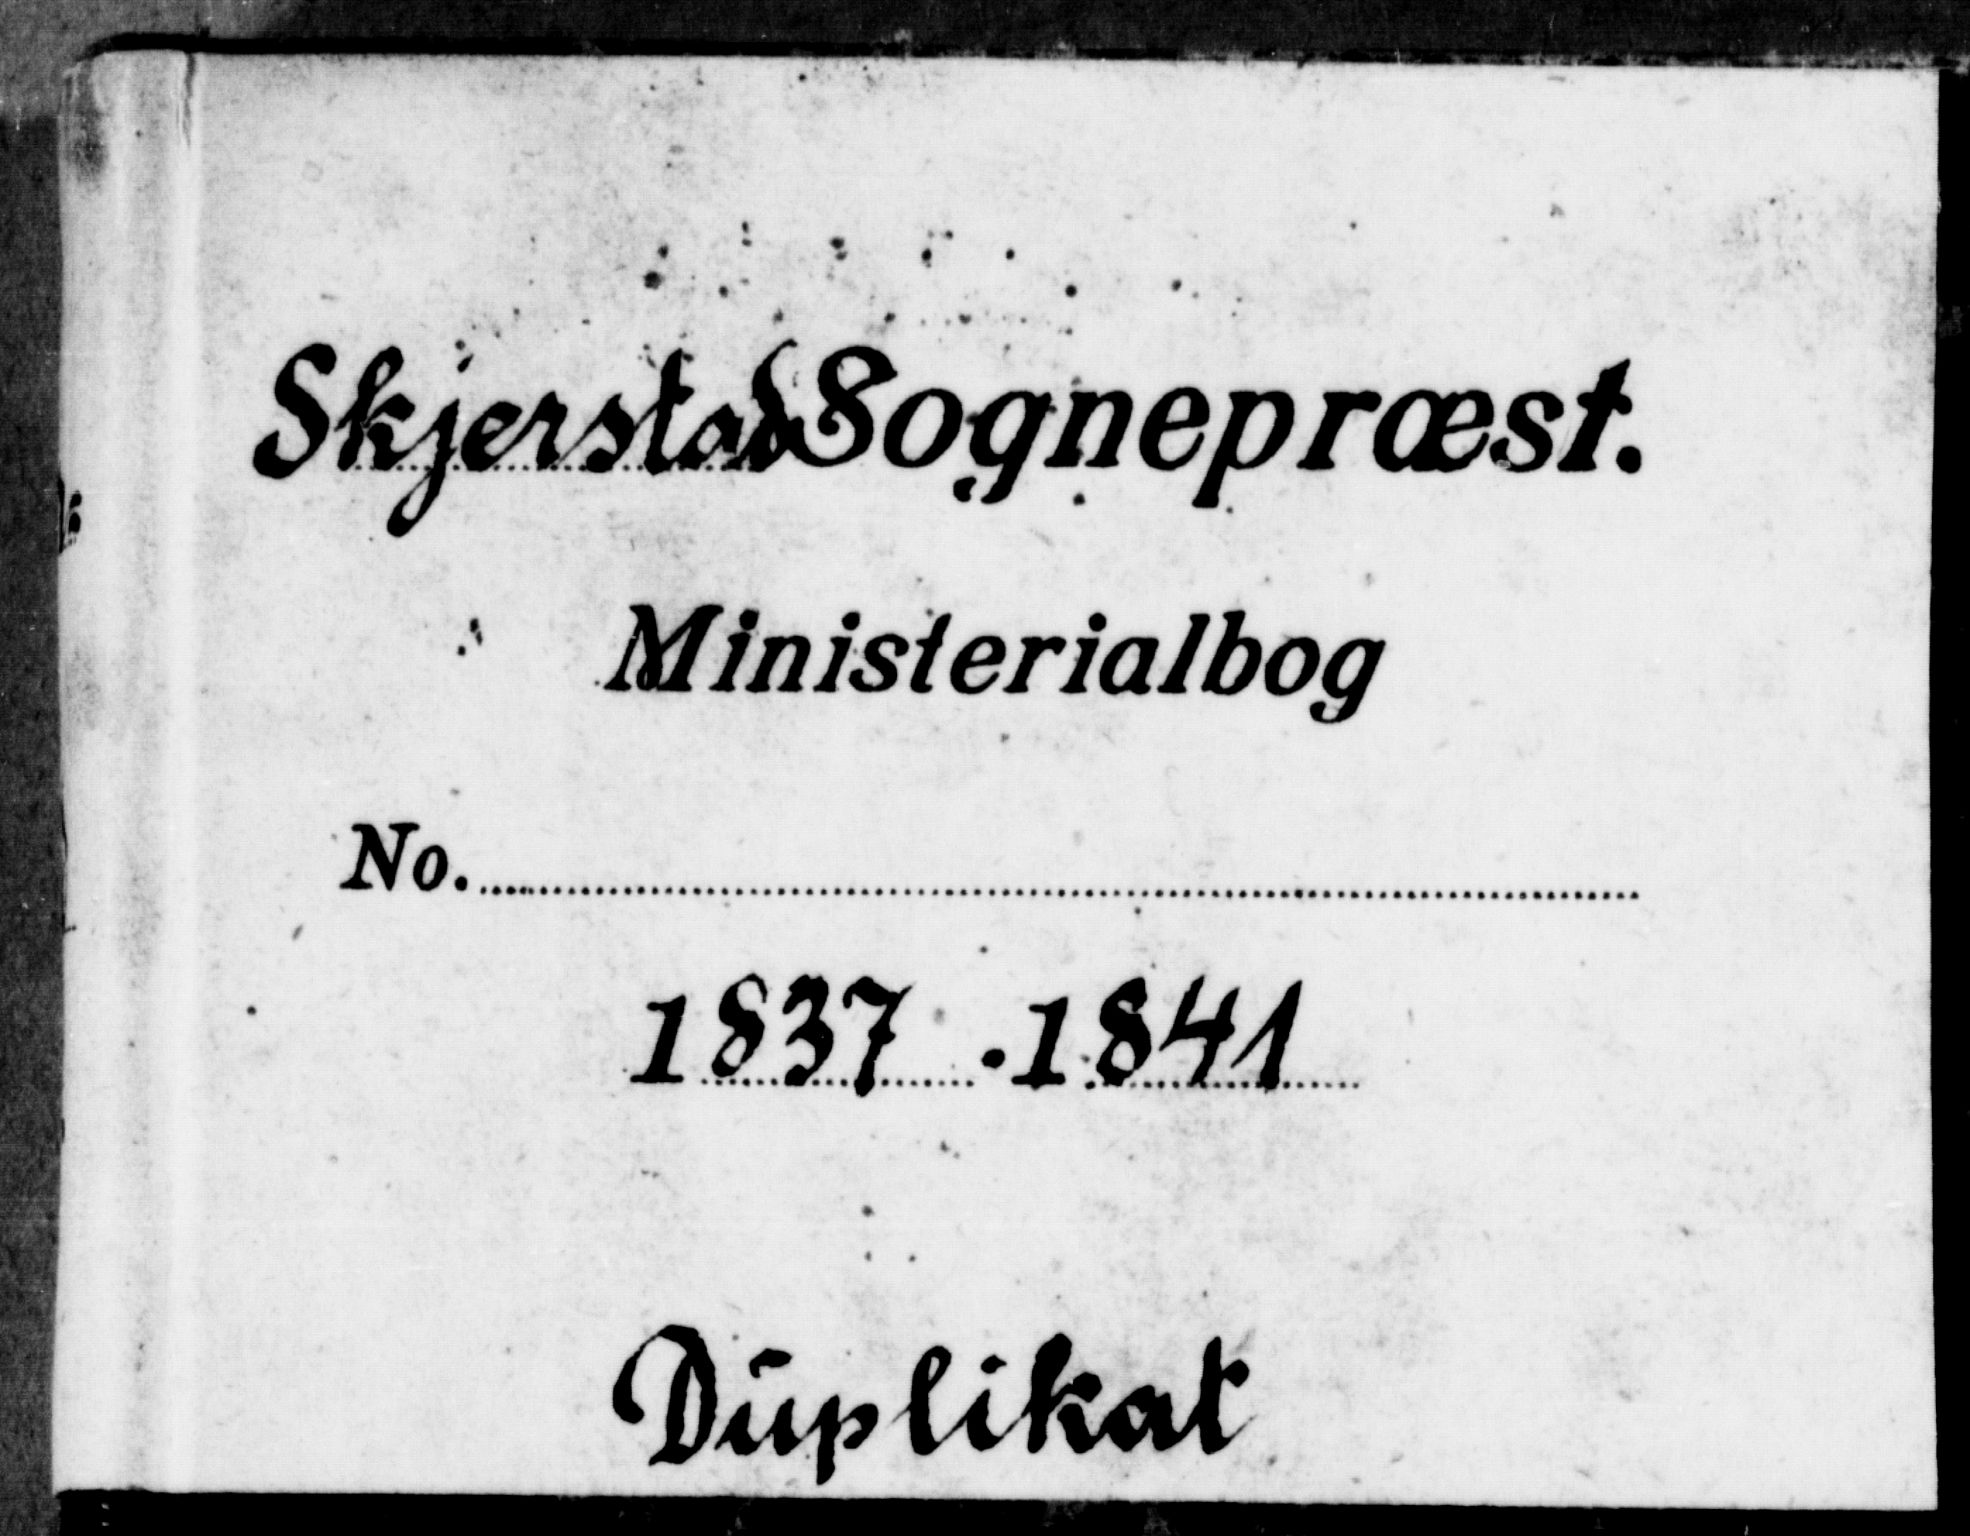 Skjerstad Sognepræst.
Ministerialbog
No.
1837 - 1841
Duplikat